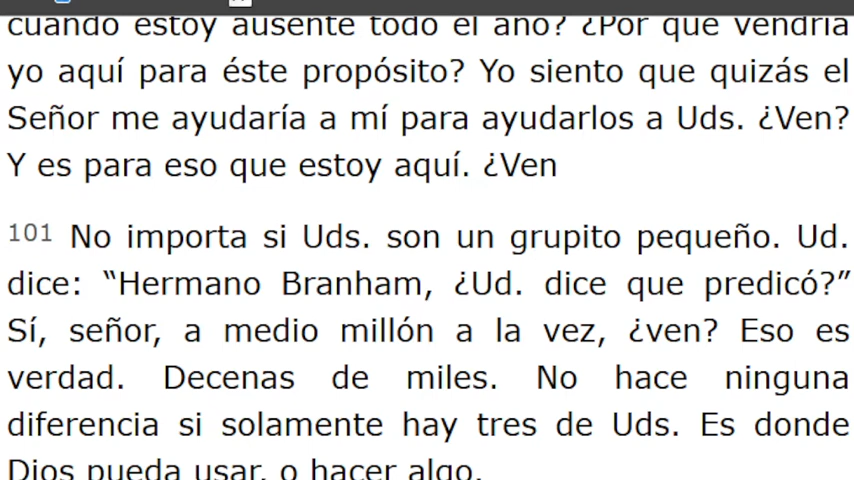 cuando estoy ausente todo el año? ¿Por qué vendría
yo aquí para éste propósito? Yo siento que quizás el
Señor me ayudaría a mí para ayudarlos a Uds. ¿Ven?
Y es para eso que estoy aquí. ¿Ven
101 No importa si Uds. son un grupito pequeño. Ud.
dice: “Hermano Branham, ¿Ud. dice que predicó?”
Sí, señor, a medio millón a la vez, ¿ven? Eso es
verdad. Decenas de miles. No hace ninguna
diferencia si solamente hay tres de Uds. Es donde
Dios pueda usar, o hacer algo.